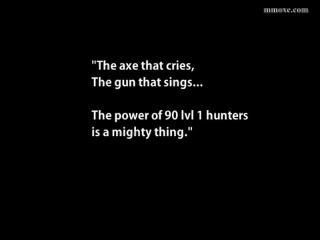 mmovc.com
"The axe that cries,
The gun that sings...
The power of 90 lvl 1 hunters
is a mighty thing."